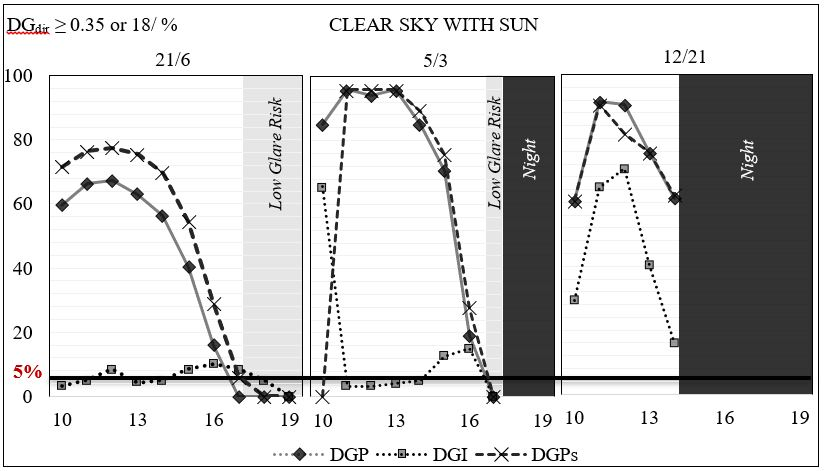 DGdir ≥ 0.35 or 18/ %
CLEAR SKY WITH SUN
21/6
5/3
12/21
100
80
60
40
20
5%
0
Low Glare Risk
Low Glare Risk
Night
Night
10 13 16 19
10 13 16 19
10 13 16 19
DGP DGI DGPs